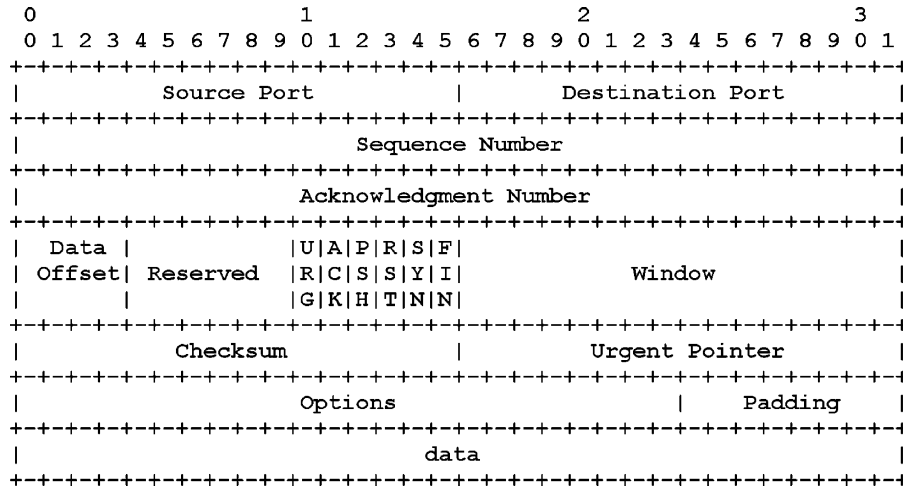 0                   1                   2                   3
 0 1 2 3 4 5 6 7 8 9 0 1 2 3 4 5 6 7 8 9 0 1 2 3 4 5 6 7 8 9 0 1
+-+-+-+-+-+-+-+-+-+-+-+-+-+-+-+-+-+-+-+-+-+-+-+-+-+-+-+-+-+-+-+-+
|          Source Port          |       Destination Port        |
+-+-+-+-+-+-+-+-+-+-+-+-+-+-+-+-+-+-+-+-+-+-+-+-+-+-+-+-+-+-+-+-+
|                        Sequence Number                        |
+-+-+-+-+-+-+-+-+-+-+-+-+-+-+-+-+-+-+-+-+-+-+-+-+-+-+-+-+-+-+-+-+
|                    Acknowledgment Number                      |
+-+-+-+-+-+-+-+-+-+-+-+-+-+-+-+-+-+-+-+-+-+-+-+-+-+-+-+-+-+-+-+-+
|  Data |           |U|A|P|R|S|F|                               |
| Offset| Reserved  |R|C|S|S|Y|I|            Window             |
|       |           |G|K|H|T|N|N|                               |
+-+-+-+-+-+-+-+-+-+-+-+-+-+-+-+-+-+-+-+-+-+-+-+-+-+-+-+-+-+-+-+-+
|           Checksum            |         Urgent Pointer        |
+-+-+-+-+-+-+-+-+-+-+-+-+-+-+-+-+-+-+-+-+-+-+-+-+-+-+-+-+-+-+-+-+
|                    Options                    |    Padding    |
+-+-+-+-+-+-+-+-+-+-+-+-+-+-+-+-+-+-+-+-+-+-+-+-+-+-+-+-+-+-+-+-+
|                             data                              |
+-+-+-+-+-+-+-+-+-+-+-+-+-+-+-+-+-+-+-+-+-+-+-+-+-+-+-+-+-+-+-+-+